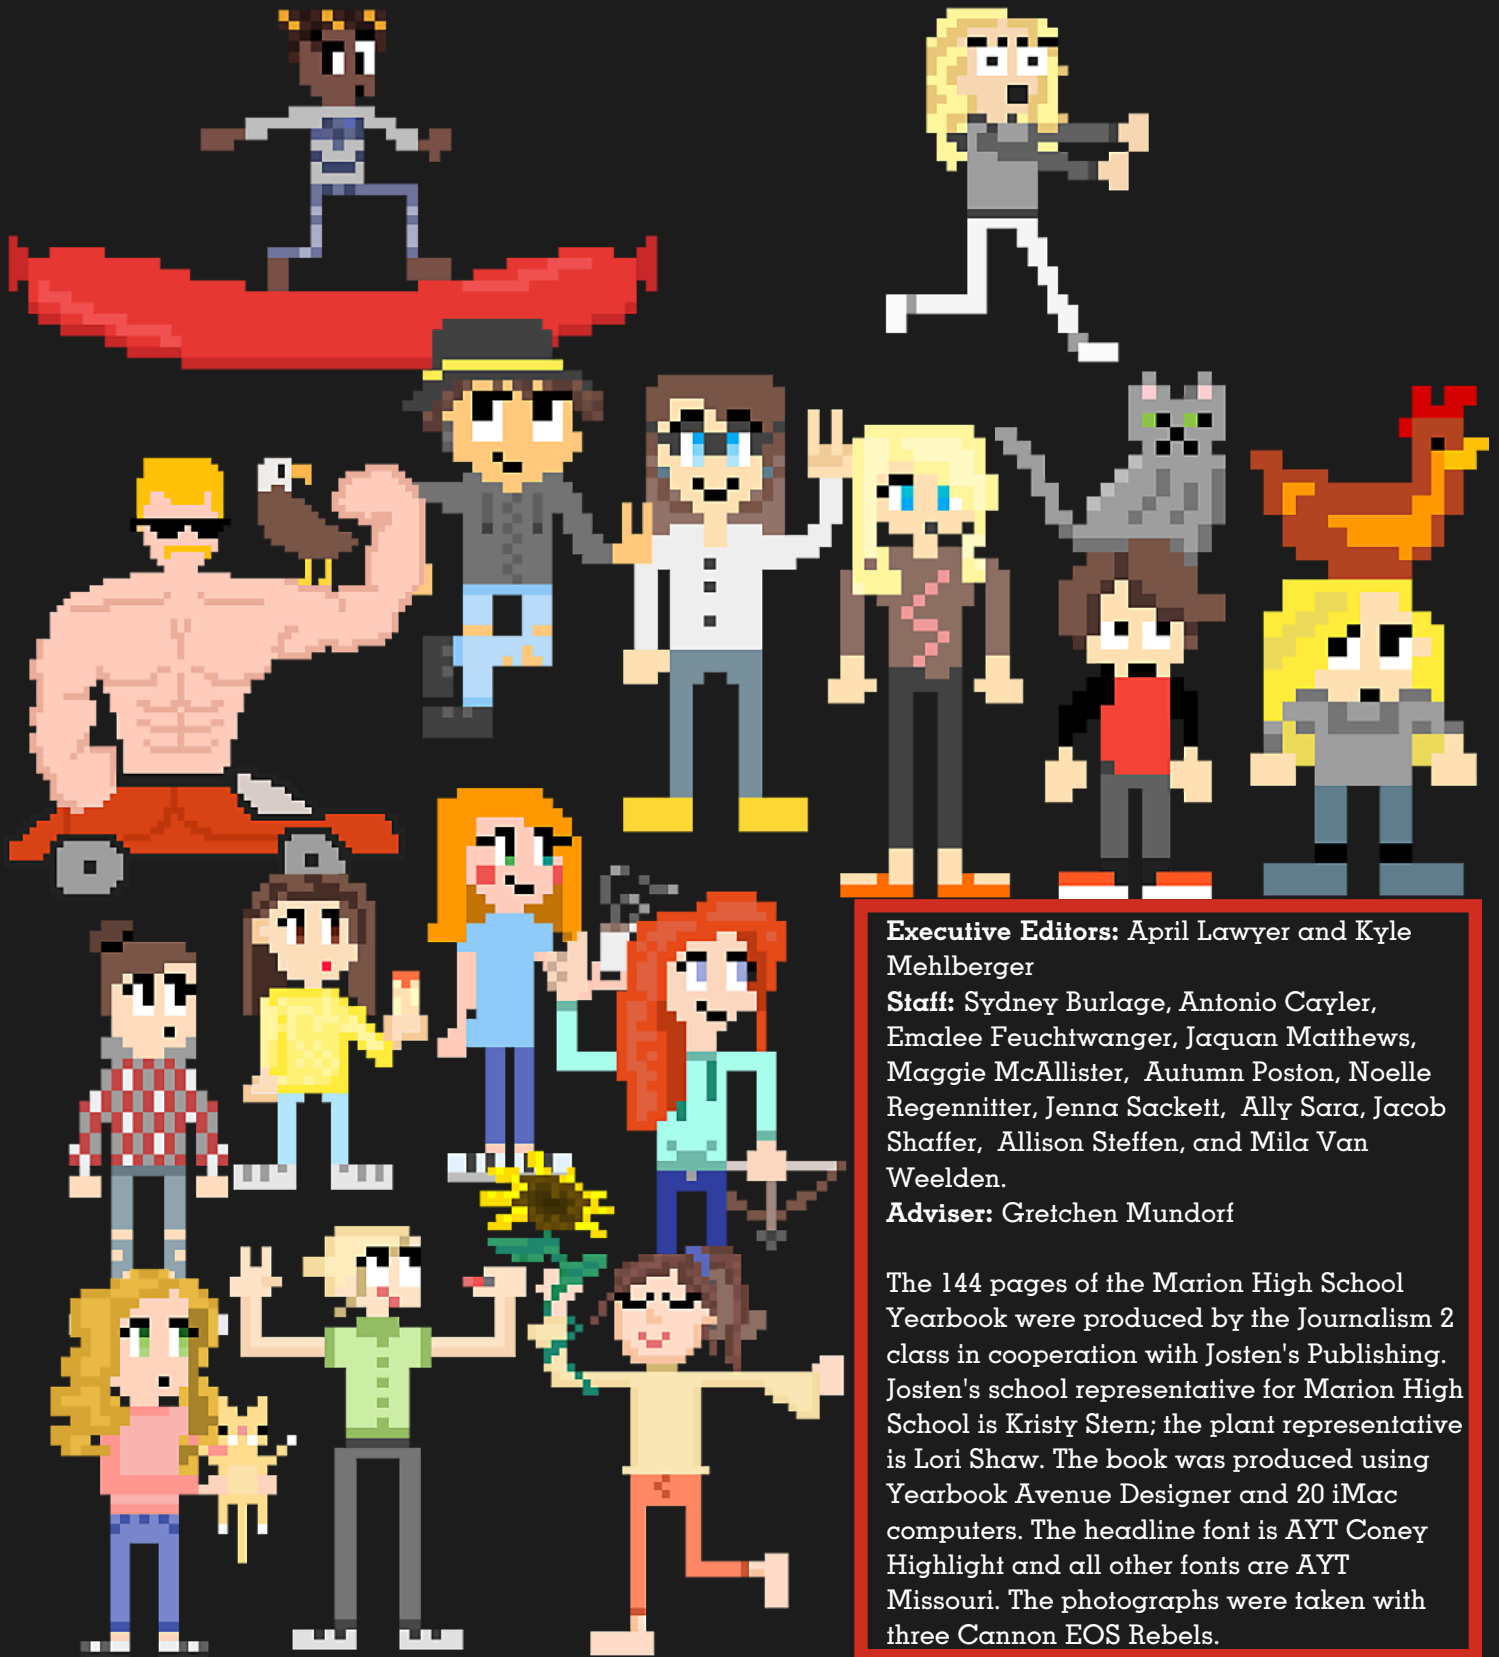 Executive Editors: April Lawyer and Kyle
Mehlberger
Staff: Sydney Burlage, Antonio Cayler,
Emalee Feuchtwanger, Jaquan Matthews,
Maggie McAllister,  Autumn Poston, Noelle
Regennitter, Jenna Sackett,  Ally Sara, Jacob
Shaffer,  Allison Steffen, and Mila Van
Weelden.
Adviser: Gretchen Mundorf
The 144 pages of the Marion High School
Yearbook were produced by the Journalism 2
class in cooperation with Josten's Publishing.
Josten's school representative for Marion High
School is Kristy Stern; the plant representative
is Lori Shaw. The book was produced using
Yearbook Avenue Designer and 20 iMac
computers. The headline font is AYT Coney
Highlight and all other fonts are AYT
Missouri. The photographs were taken with
three Cannon EOS Rebels.